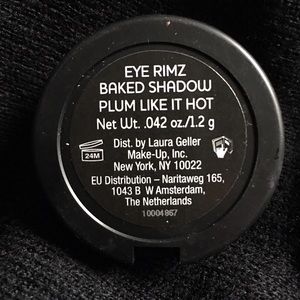 EYE RIMZ
BAKED SHADOW
PLUM LIKE IT HOT
Net Wt. .042 oz./1.2 g
24M
Dist. by Laura Geller
Make-Up, Inc.
New York, NY 10022
EU Distribution – Naritaweg 165,
1043 B W Amsterdam,
The Netherlands
10004957